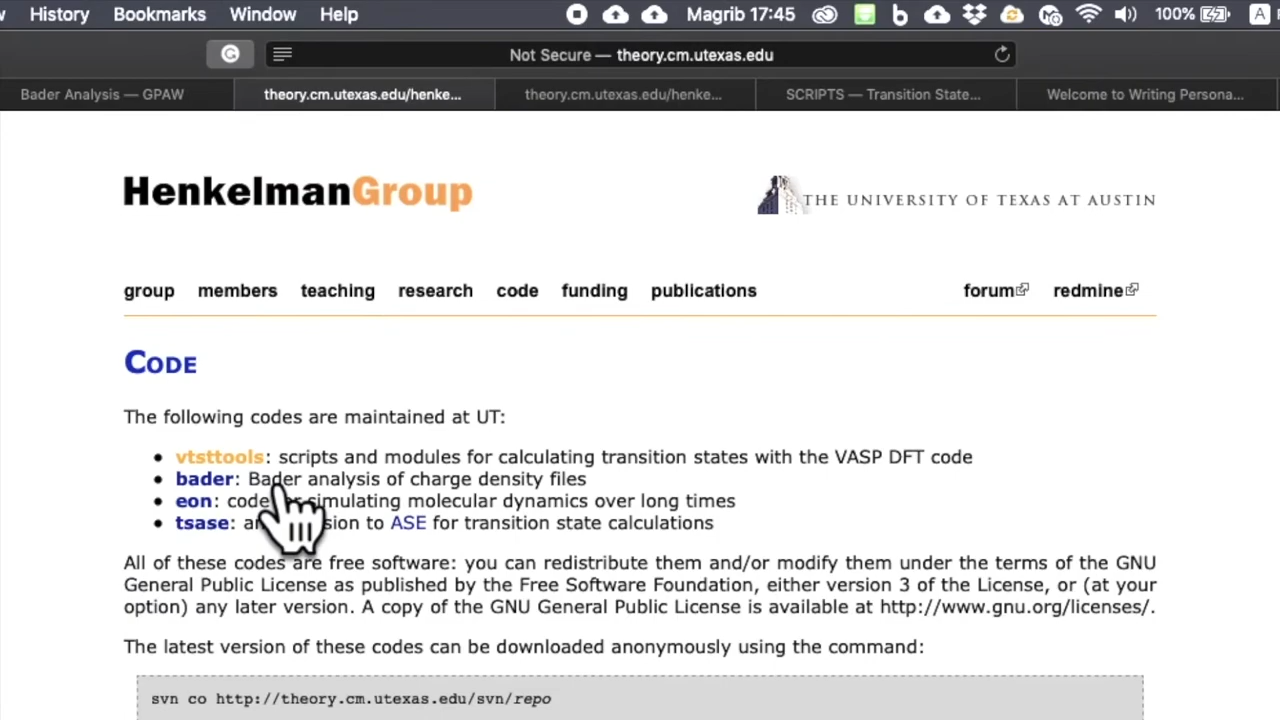 History Bookmarks Window Help Magrib 17:45 100% A
Not Secure — theory.cm.utexas.edu
Bader Analysis — GPAW theory.cm.utexas.edu/henke... theory.cm.utexas.edu/henke... SCRIPTS — Transition State... Welcome to Writing Persona...
HenkelmanGroup THE UNIVERSITY OF TEXAS AT AUSTIN
group members teaching research code funding publications forum redmine
CODE
The following codes are maintained at UT:
• vtsttools: scripts and modules for calculating transition states with the VASP DFT code
• bader: Bader analysis of charge density files
• eon: code simulating molecular dynamics over long times
• tsase: to ASE for transition state calculations
All of these codes are free software: you can redistribute them and/or modify them under the terms of the GNU
General Public License as published by the Free Software Foundation, either version 3 of the License, or (at your
option) any later version. A copy of the GNU General Public License is available at http://www.gnu.org/licenses/.
The latest version of these codes can be downloaded anonymously using the command:
svn co http://theory.cm.utexas.edu/svn/repo